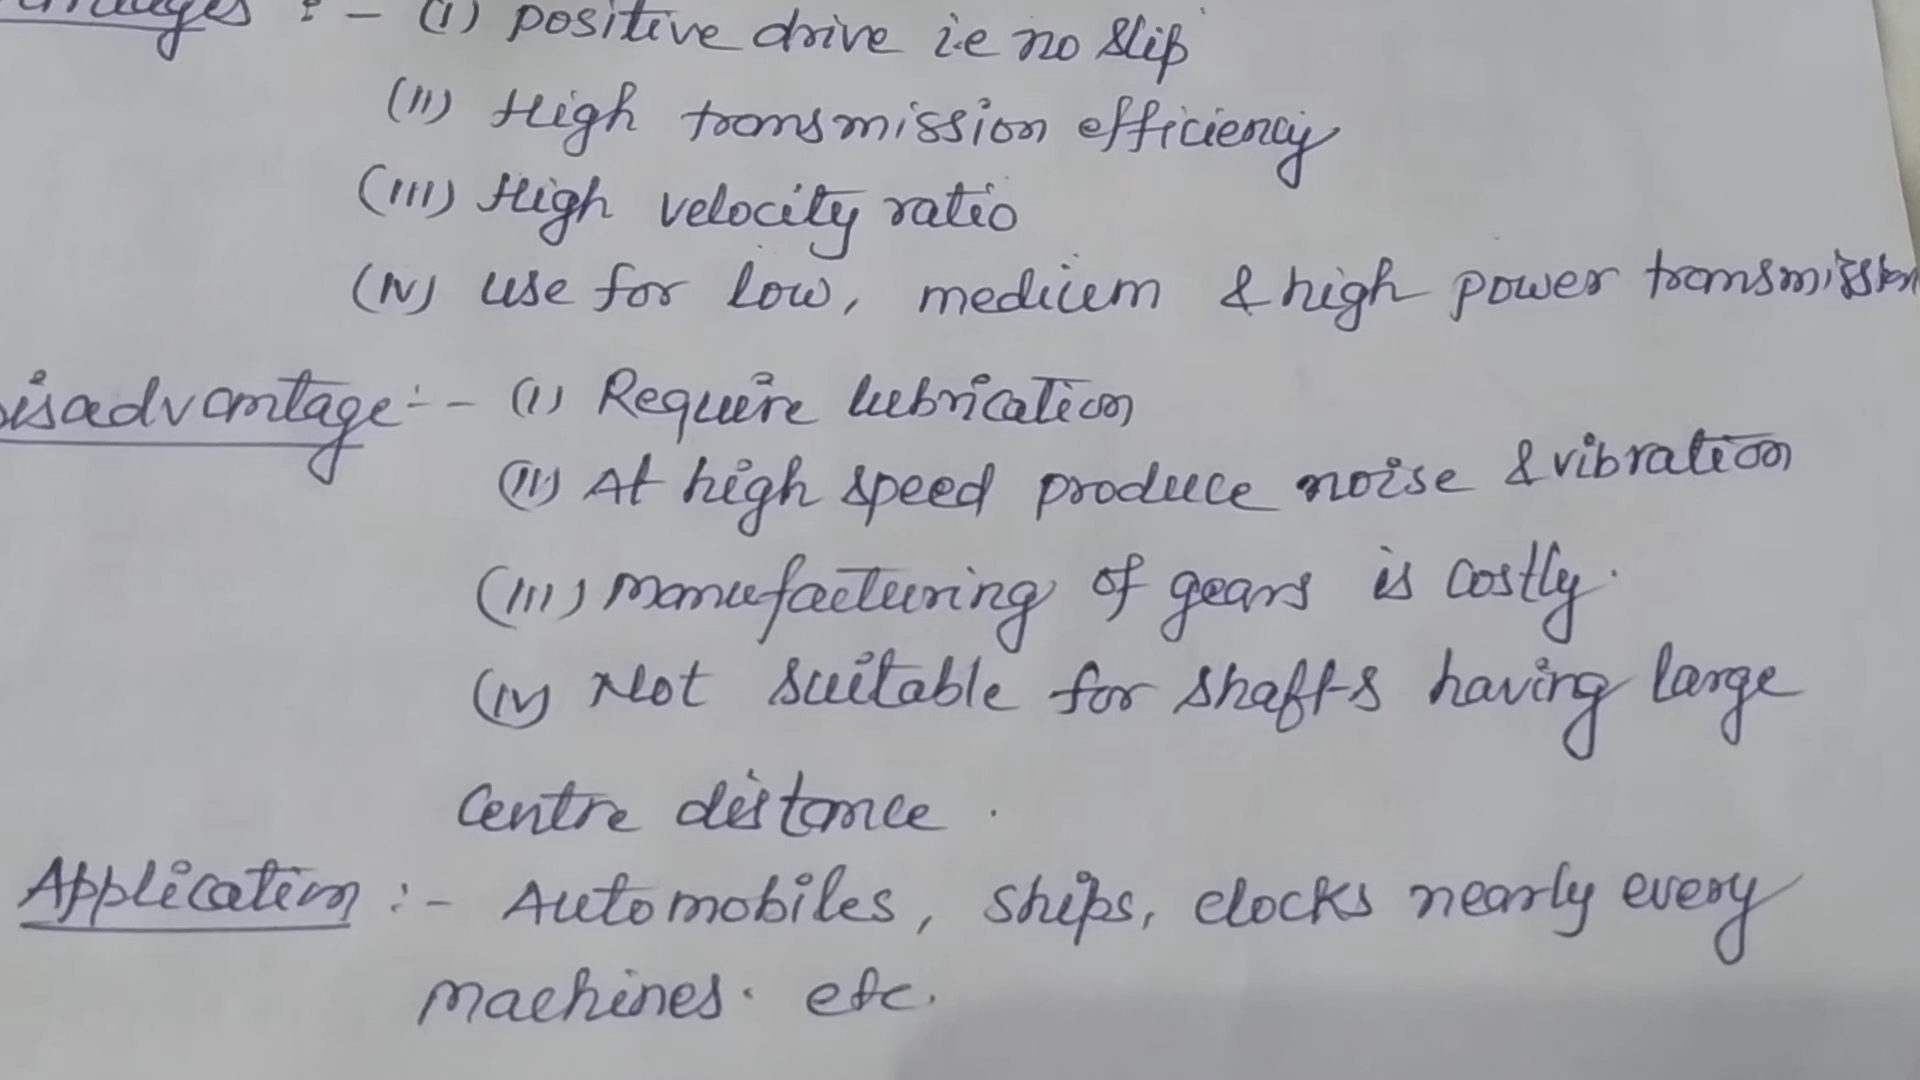 : - (I) positive drive i.e no slip
(II) High transmission efficiency
(III) High velocity ratio
(IV) use for low, medium & high power transmission
isadvantage :- - (I) Require lubrication
(II) At high speed produce noise & vibration
(III) manufacturing of gears is costly.
(IV) Not suitable for shafts having large
centre distance .
Application :- Automobiles, ships, clocks nearly every
machines. etc.